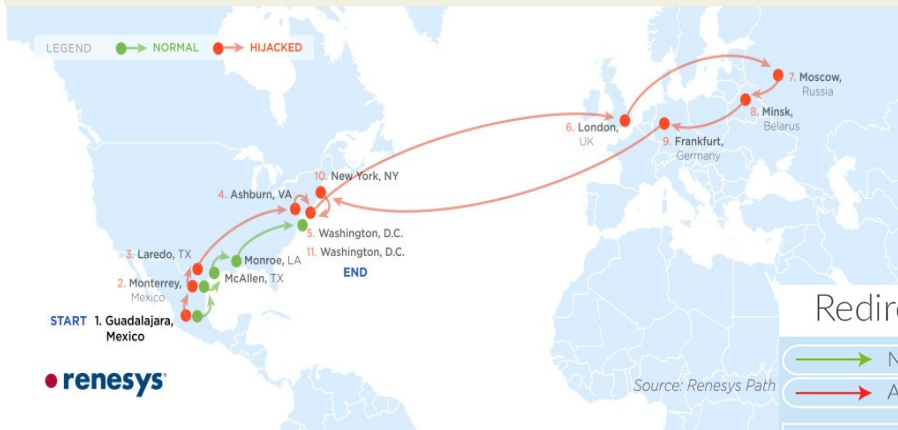 LEGEND NORMAL HIJACKED
7. Moscow,
Russia
8. Minsk,
Belarus
6. London,
UK
9. Frankfurt,
Germany
10. New York, NY
4. Ashburn, VA
5. Washington, D.C.
11. Washington, D.C.
END
3. Laredo, TX
Monroe, LA
McAllen, TX
2. Monterrey,
Mexico
START 1. Guadalajara,
Mexico
renesys
Source: Renesys Path
Redir
N
A